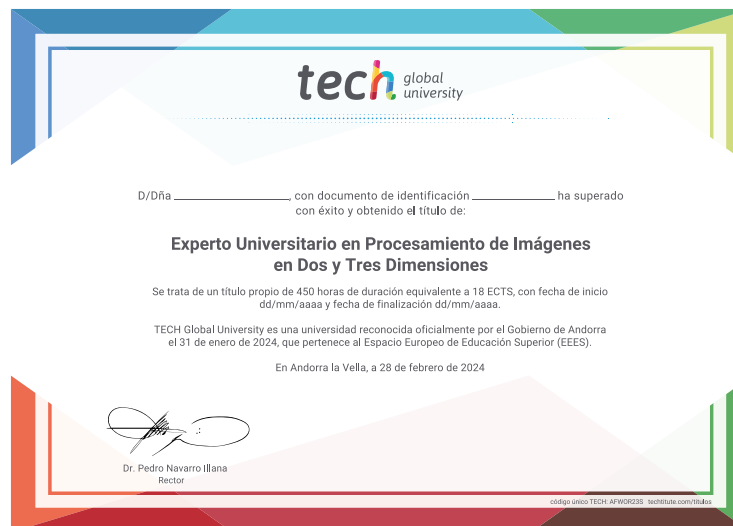 tech global university
D/Dña ________________, con documento de identificación ____________ ha superado
con éxito y obtenido el título de:
Experto Universitario en Procesamiento de Imágenes
en Dos y Tres Dimensiones
Se trata de un título propio de 450 horas de duración equivalente a 18 ECTS, con fecha de inicio
dd/mm/aaaa y fecha de finalización dd/mm/aaaa.
TECH Global University es una universidad reconocida oficialmente por el Gobierno de Andorra
el 31 de enero de 2024, que pertenece al Espacio Europeo de Educación Superior (EEES).
En Andorra la Vella, a 28 de febrero de 2024
Dr. Pedro Navarro Illana
Rector
código único TECH: AFWOR23S techtitute.com/titulos